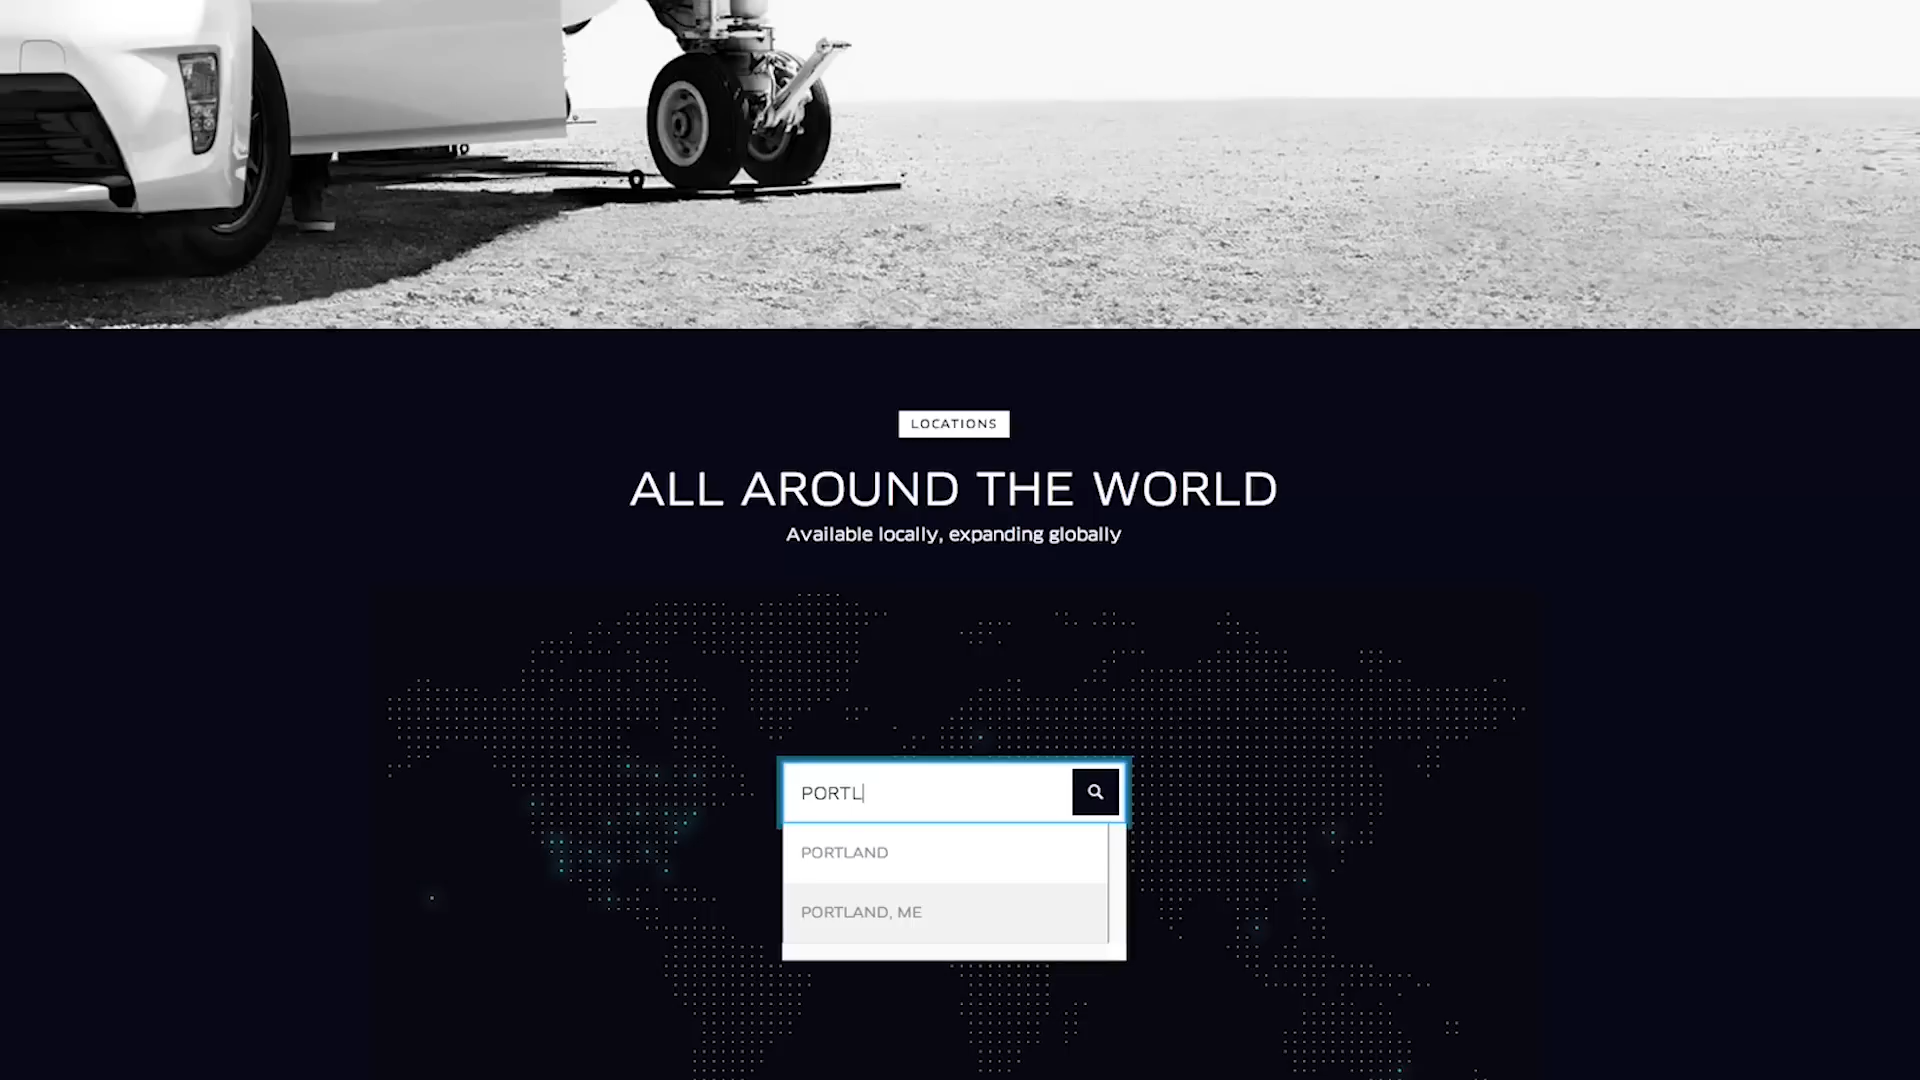 LOCATIONS
ALL AROUND THE WORLD
Available locally, expanding globally
PORTL
PORTLAND
PORTLAND, ME